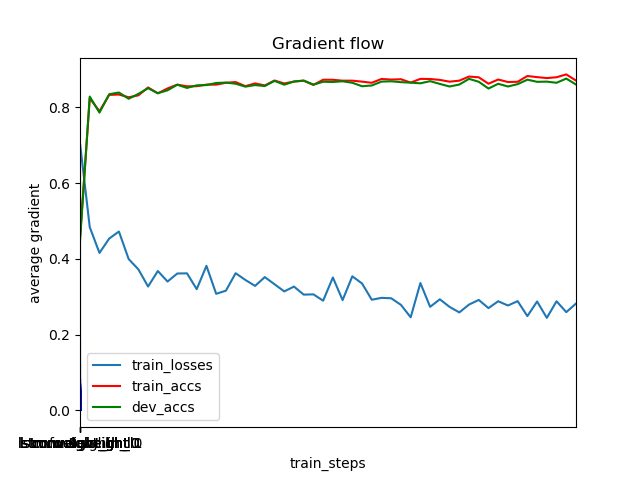 Gradient flow
average gradient
0.8
0.6
0.4
0.2
0.0
train_losses
train_accs
dev_accs
train_steps